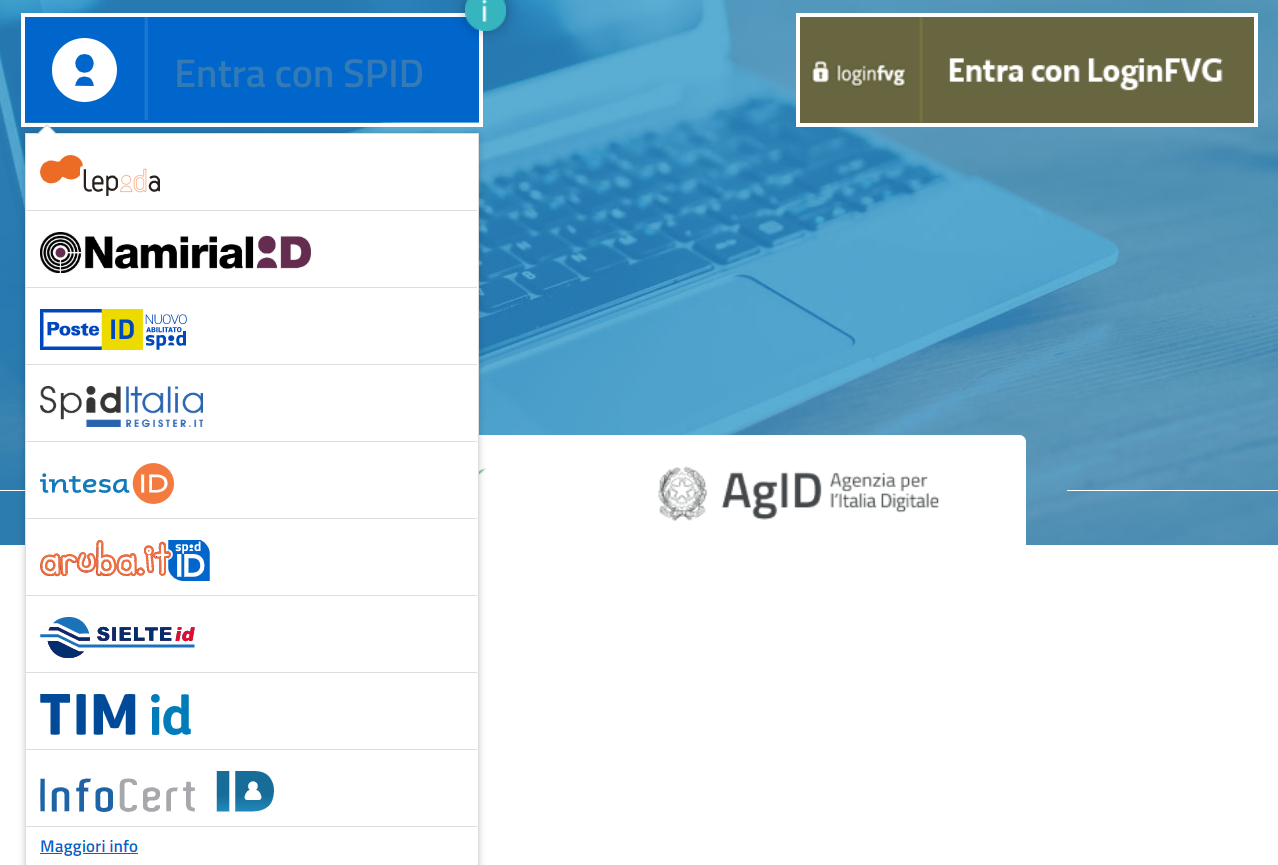 i
Entra con SPID
loginfvg
Entra con LoginFVG
lepida
NamirialID
Poste ID NUOVO
ABILITATO
spid
SpidItalia
REGISTER.IT
intesa ID
aruba.it spid
ID
SIELTE id
TIM id
InfoCert ID
Maggiori info
AgID Agenzia per
l'Italia Digitale